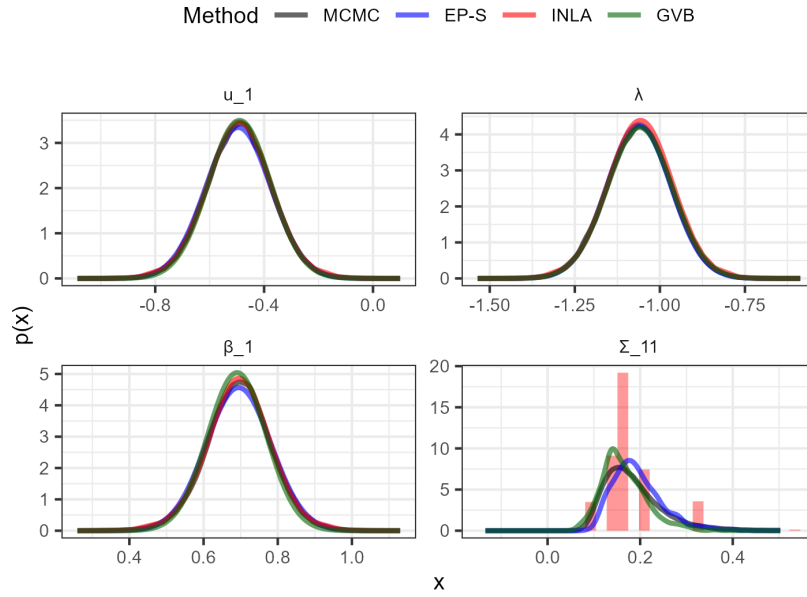 Method MCMC EP-S INLA GVB
u_1
λ
0 1 2 3
0 1 2 3 4
-0.8 -0.4 0.0
-1.50 -1.25 -1.00 -0.75
p(x)
β_1
Σ_11
0 1 2 3 4 5
0 5 10 15 20
0.4 0.6 0.8 1.0
0.0 0.2 0.4
x